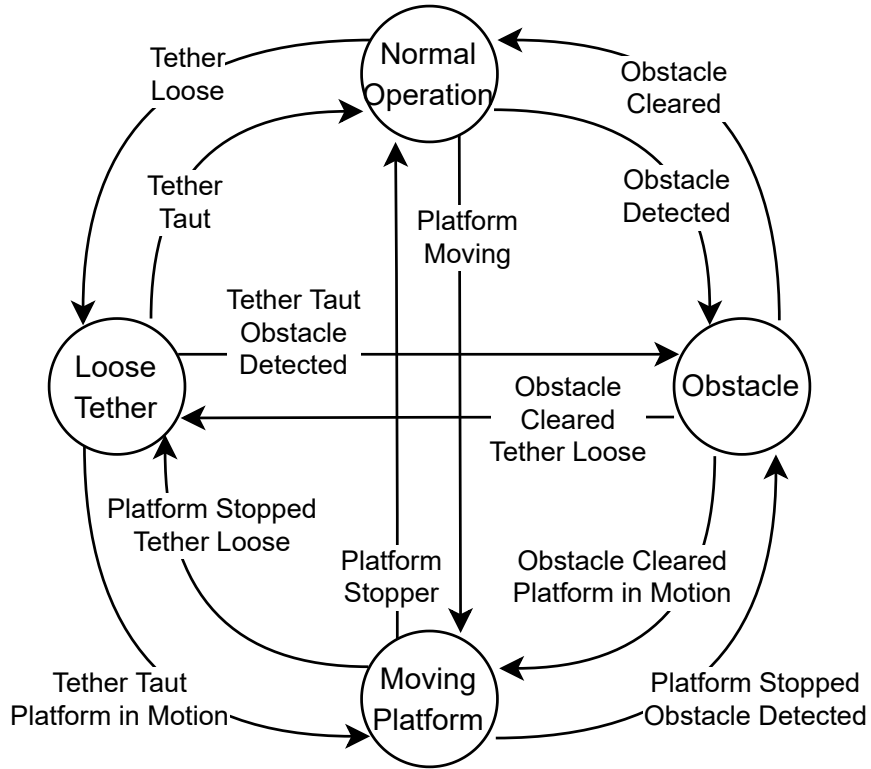 Normal
Operation
Tether
Loose
Obstacle
Cleared
Tether
Taut
Obstacle
Detected
Platform
Moving
Tether Taut
Obstacle
Detected
Loose
Tether
Obstacle
Obstacle
Cleared
Tether Loose
Platform Stopped
Tether Loose
Platform
Stopper
Obstacle Cleared
Platform in Motion
Tether Taut
Platform in Motion
Moving
Platform
Platform Stopped
Obstacle Detected